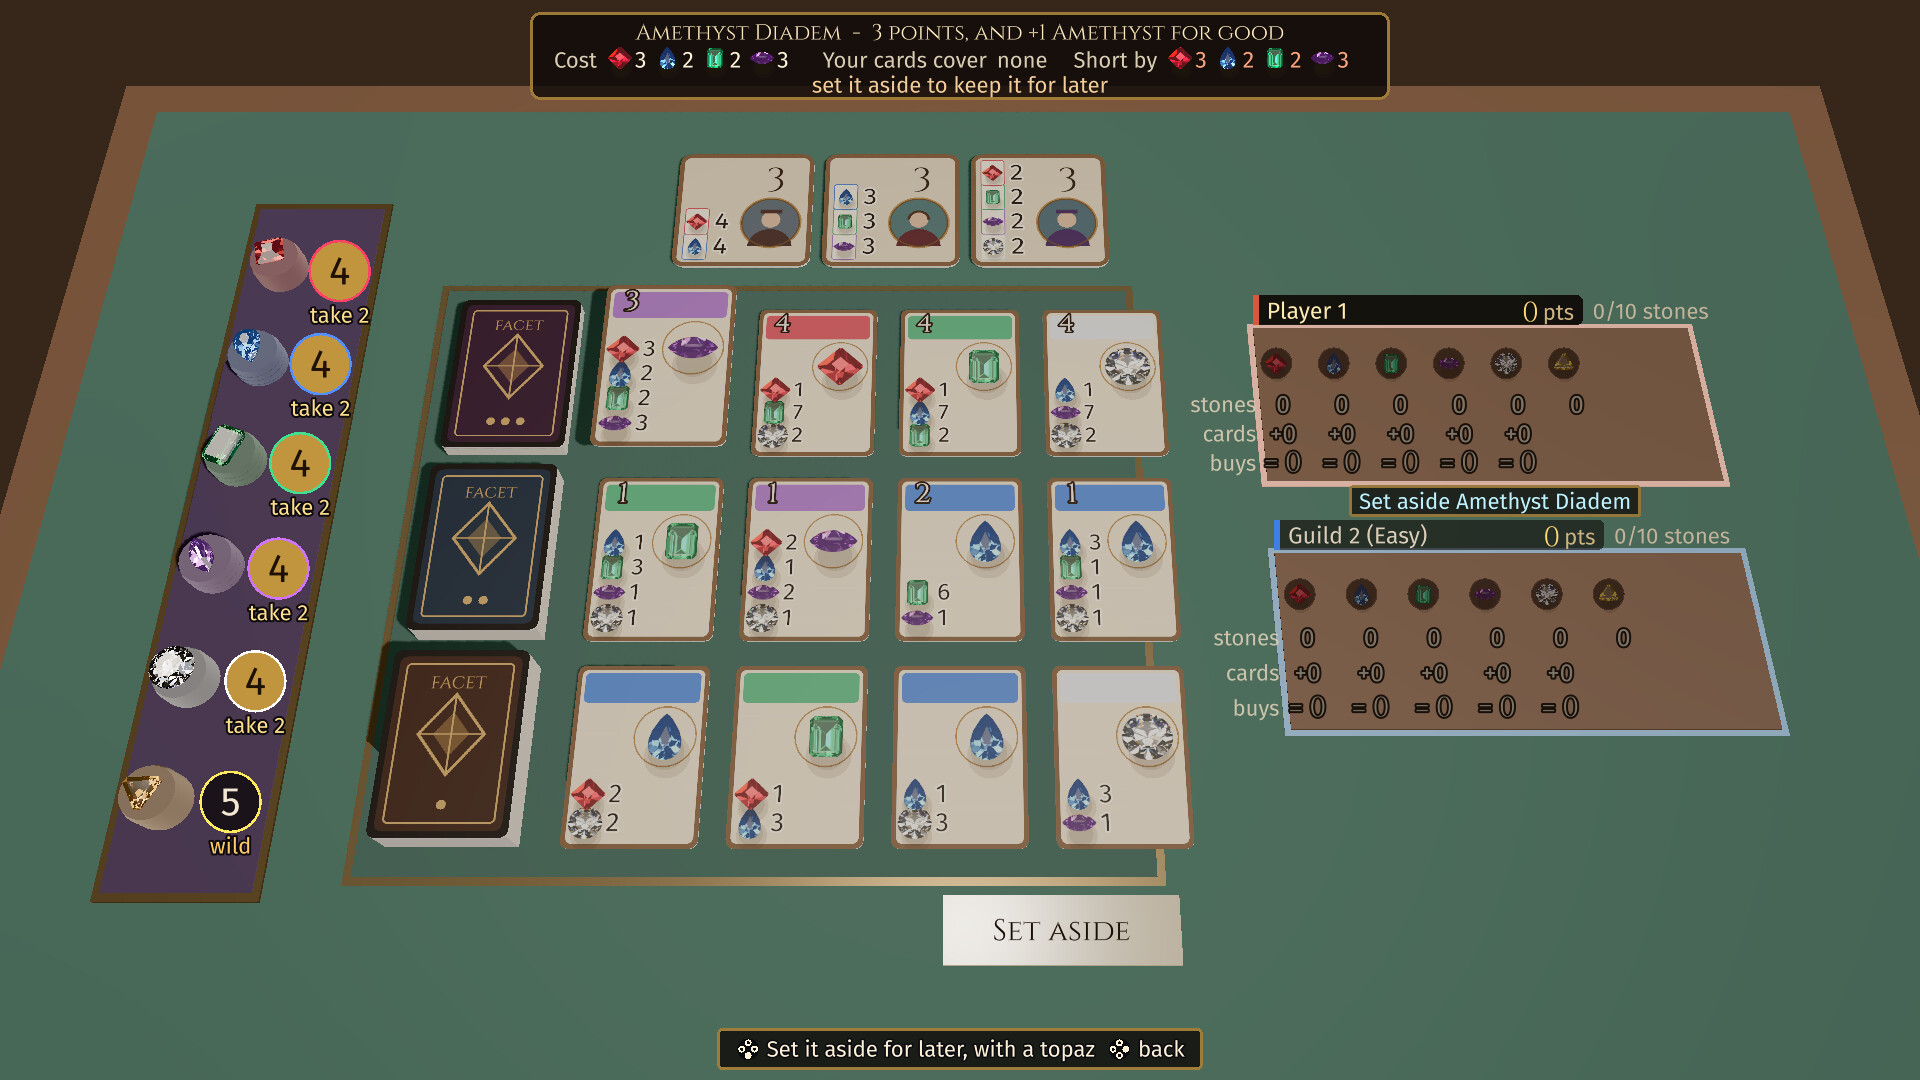 Amethyst Diadem - 3 points, and +1 Amethyst for good
Cost 3 2 2 3 Your cards cover none Short by 3 2 2 3
set it aside to keep it for later
3 3 3
4 4
3 3 3
2 2 2 2
4 take 2
4 take 2
4 take 2
4 take 2
4 take 2
5 wild
FACET
3 3 2 2 3
4 1 7 2
4 1 7 2
4 1 7 2
FACET
1 1 3 1 1
1 2 1 2 1
2 6 1
1 3 1 1 1
FACET
2 2
1 3
1 3
3 1
Player 1 0 pts 0/10 stones
stones 0 0 0 0 0 0
cards +0 +0 +0 +0 +0
buys =0 =0 =0 =0 =0
Set aside Amethyst Diadem
Guild 2 (Easy) 0 pts 0/10 stones
stones 0 0 0 0 0 0
cards +0 +0 +0 +0 +0
buys =0 =0 =0 =0 =0
Set aside
Set it aside for later, with a topaz back